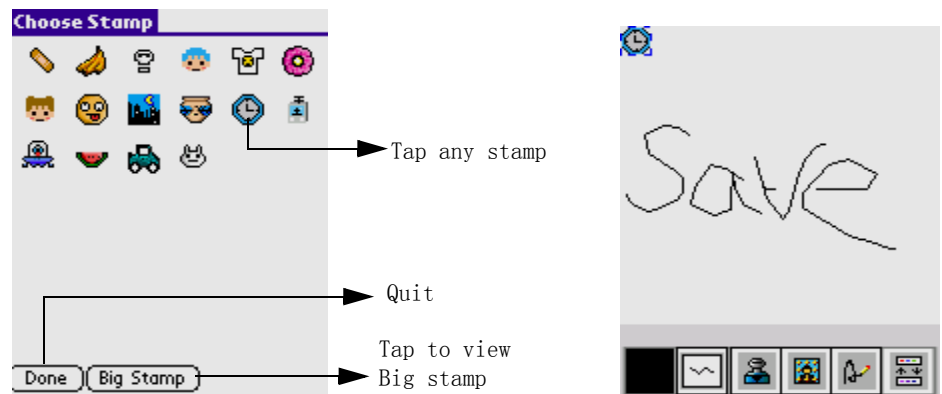 Choose Stamp
Tap any stamp
Save
Quit
Tap to view
Big stamp
Done
Big Stamp